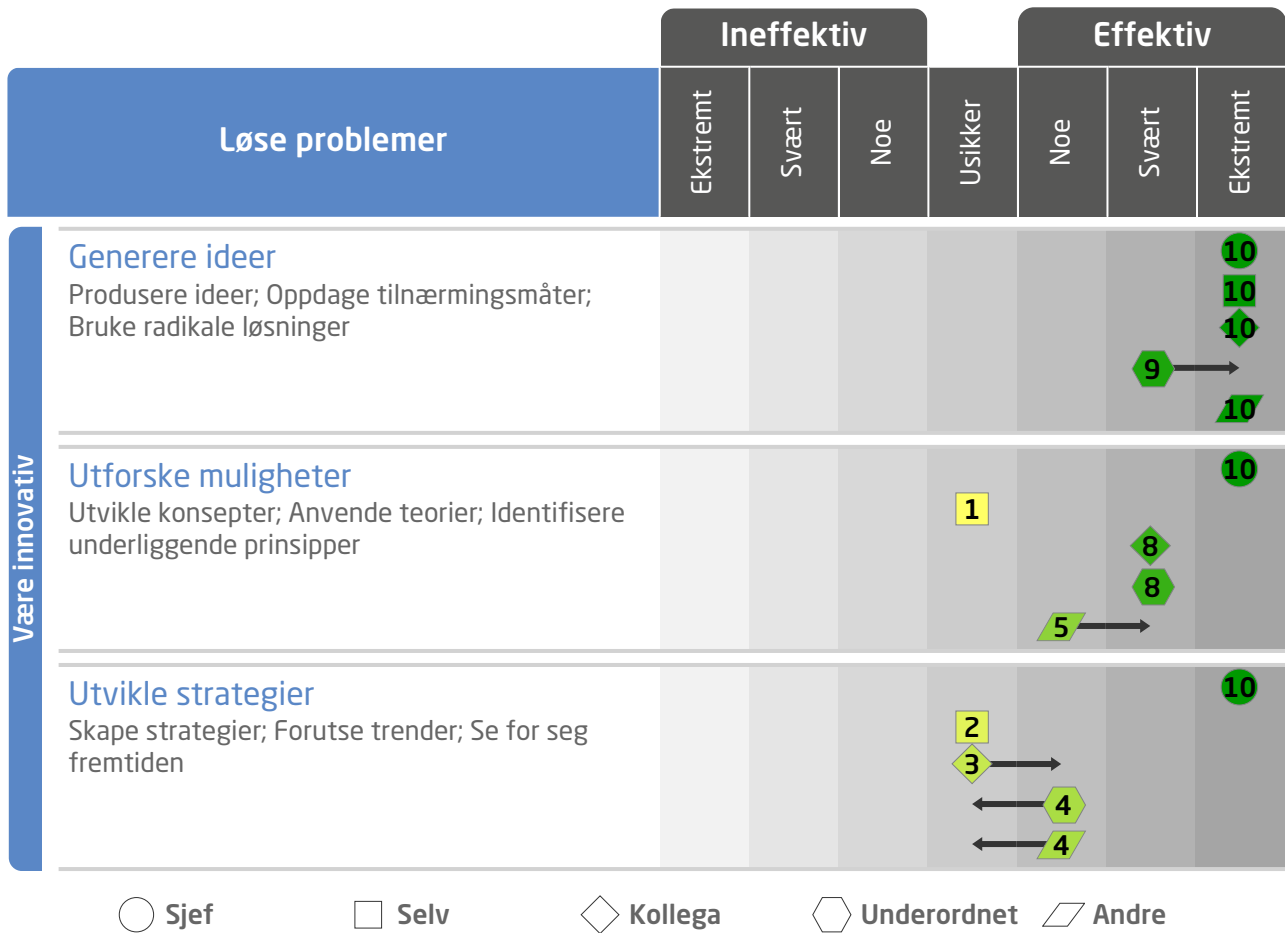 Ineffektiv
Effektiv
Løse problemer
Ekstremt
Svært
Noe
Usikker
Noe
Svært
Ekstremt
Være innovativ
Generere ideer
Produsere ideer; Oppdage tilnærmingsmåter;
Bruke radikale løsninger
10
10
10
9
10
Utforske muligheter
Utvikle konsepter; Anvende teorier; Identifisere
underliggende prinsipper
10
1
8
8
5
Utvikle strategier
Skape strategier; Forutse trender; Se for seg
fremtiden
10
2
3
4
4
Sjef
Selv
Kollega
Underordnet
Andre